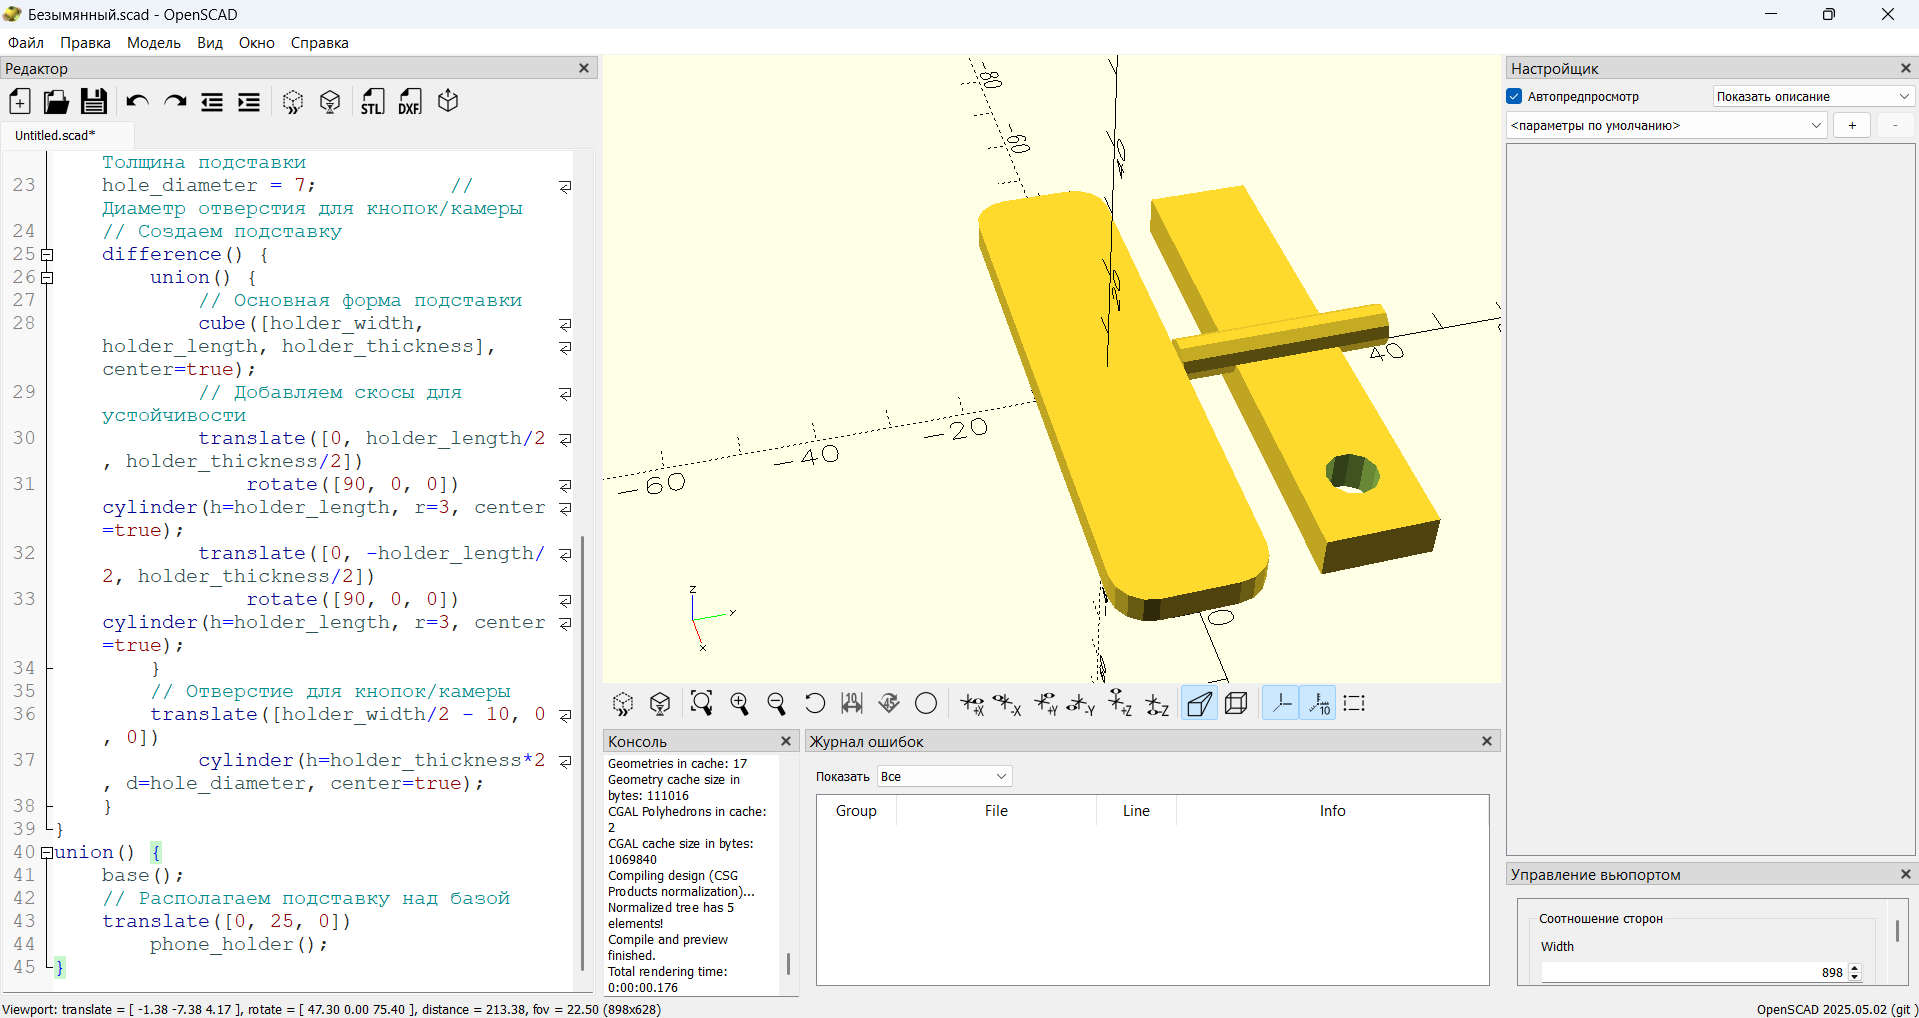 Безымянный.scad - OpenSCAD
Файл Правка Модель Вид Окно Справка
Редактор
STL DXF
Untitled.scad*
Толщина подставки
23 hole_diameter = 7; //
Диаметр отверстия для кнопок/камеры
24 // Создаем подставку
25 difference() {
26 union() {
27 // Основная форма подставки
28 cube([holder_width,
holder_length, holder_thickness],
center=true);
29 // Добавляем скосы для
устойчивости
30 translate([0, holder_length/2
, holder_thickness/2])
31 rotate([90, 0, 0])
cylinder(h=holder_length, r=3, center
=true);
32 translate([0, -holder_length/
2, holder_thickness/2])
33 rotate([90, 0, 0])
cylinder(h=holder_length, r=3, center
=true);
34 }
35 // Отверстие для кнопок/камеры
36 translate([holder_width/2 - 10, 0
, 0])
37 cylinder(h=holder_thickness*2
, d=hole_diameter, center=true);
38 }
39 }
40 union() {
41 base();
42 // Располагаем подставку над базой
43 translate([0, 25, 0])
44 phone_holder();
45 }
-80
-60
-60
-40
-20
40
z
y
x
10 45 +X -X +Y -Y +Z -Z 10
Консоль
Geometries in cache: 17
Geometry cache size in
bytes: 111016
CGAL Polyhedrons in cache:
2
CGAL cache size in bytes:
1069840
Compiling design (CSG
Products normalization)...
Normalized tree has 5
elements!
Compile and preview
finished.
Total rendering time:
0:00:00.176
Журнал ошибок
Показать Все
Group File Line Info
Настройщик
Автопредпросмотр Показать описание
<параметры по умолчанию> + -
Управление вьюпортом
Соотношение сторон
Width
898
Viewport: translate = [ -1.38 -7.38 4.17 ], rotate = [ 47.30 0.00 75.40 ], distance = 213.38, fov = 22.50 (898x628)
OpenSCAD 2025.05.02 (git )